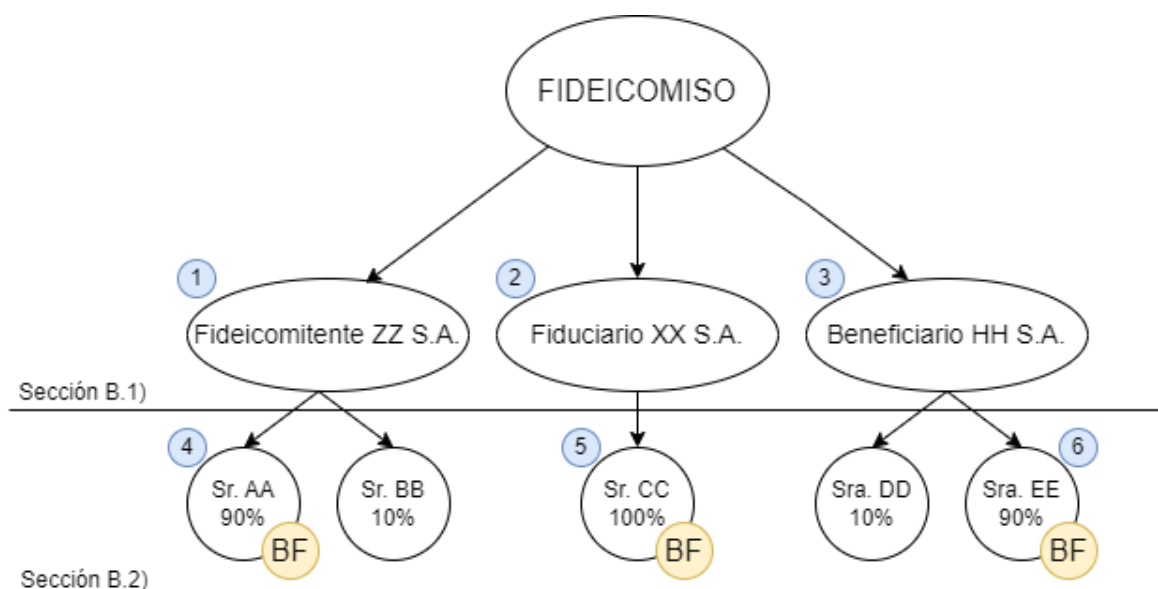 FIDEICOMISO
1
2
3
Fideicomitente ZZ S.A.
Fiduciario XX S.A.
Beneficiario HH S.A.
Sección B.1)
4
5
6
Sr. AA
90%
BF
Sr. BB
10%
Sr. CC
100%
BF
Sra. DD
10%
Sra. EE
90%
BF
Sección B.2)